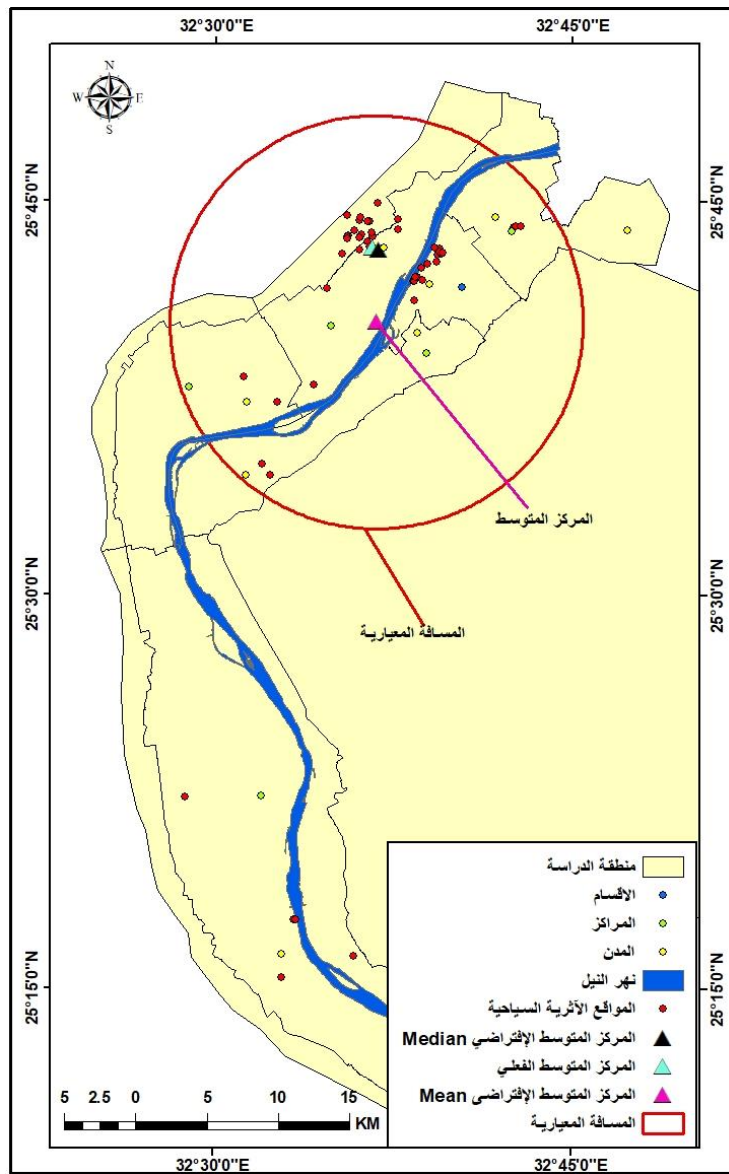 32°30'0"E
32°45'0"E
N
W
E
S
25°45'0"N
25°45'0"N
المركز المتوسط
25°30'0"N
25°30'0"N
المسافة المعيارية
منطقة الدراسة
الاقسام
المراكز
المدن
نهر النيل
المواقع الآثرية السياحية
المركز المتوسط الإفتراضي Median
المركز المتوسط الفعلي
المركز المتوسط الإفتراضي Mean
المسافة المعيارية
25°15'0"N
25°15'0"N
5 2.5 0 5 10 15
KM
32°30'0"E
32°45'0"E